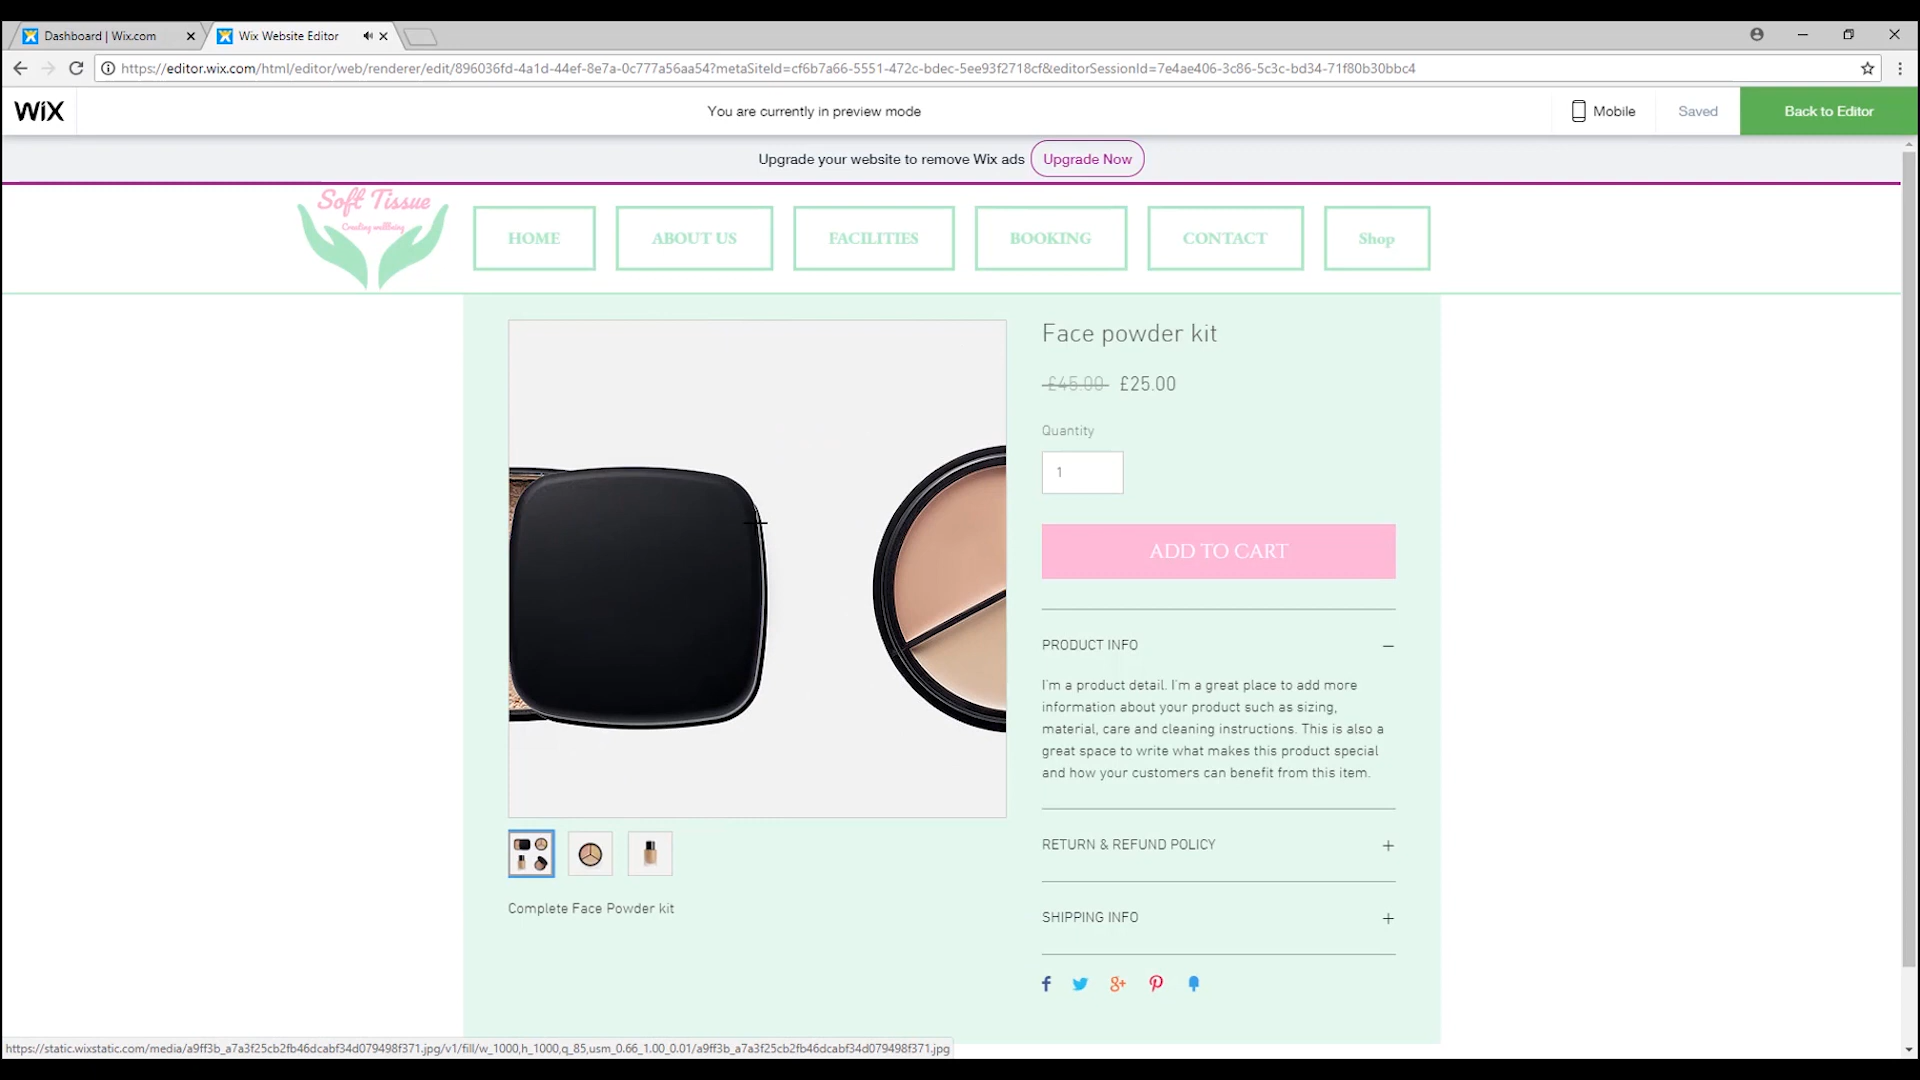 Dashboard | Wix.com
Wix Website Editor
https://editor.wix.com/html/editor/web/renderer/edit/896036fd-4a1d-44ef-8e7a-0c777a56aa54?metaSiteId=cf6b7a66-5551-472c-bdec-5ee93f2718cf&editorSessionId=7e4ae406-3c86-5c3c-bd34-71f80b30bbc4
WiX
You are currently in preview mode
Mobile
Saved
Back to Editor
Upgrade your website to remove Wix ads
Upgrade Now
Soft Tissue
Creating wellbeing
HOME
ABOUT US
FACILITIES
BOOKING
CONTACT
Shop
Face powder kit
£45.00 £25.00
Quantity
1
ADD TO CART
PRODUCT INFO
I'm a product detail. I'm a great place to add more
information about your product such as sizing,
material, care and cleaning instructions. This is also a
great space to write what makes this product special
and how your customers can benefit from this item.
RETURN & REFUND POLICY
SHIPPING INFO
Complete Face Powder kit
https://static.wixstatic.com/media/a9ff3b_a7a3f25cb2fb46dcabf34d079498f371.jpg/v1/fill/w_1000,h_1000,q_85,usm_0.66_1.00_0.01/a9ff3b_a7a3f25cb2fb46dcabf34d079498f371.jpg